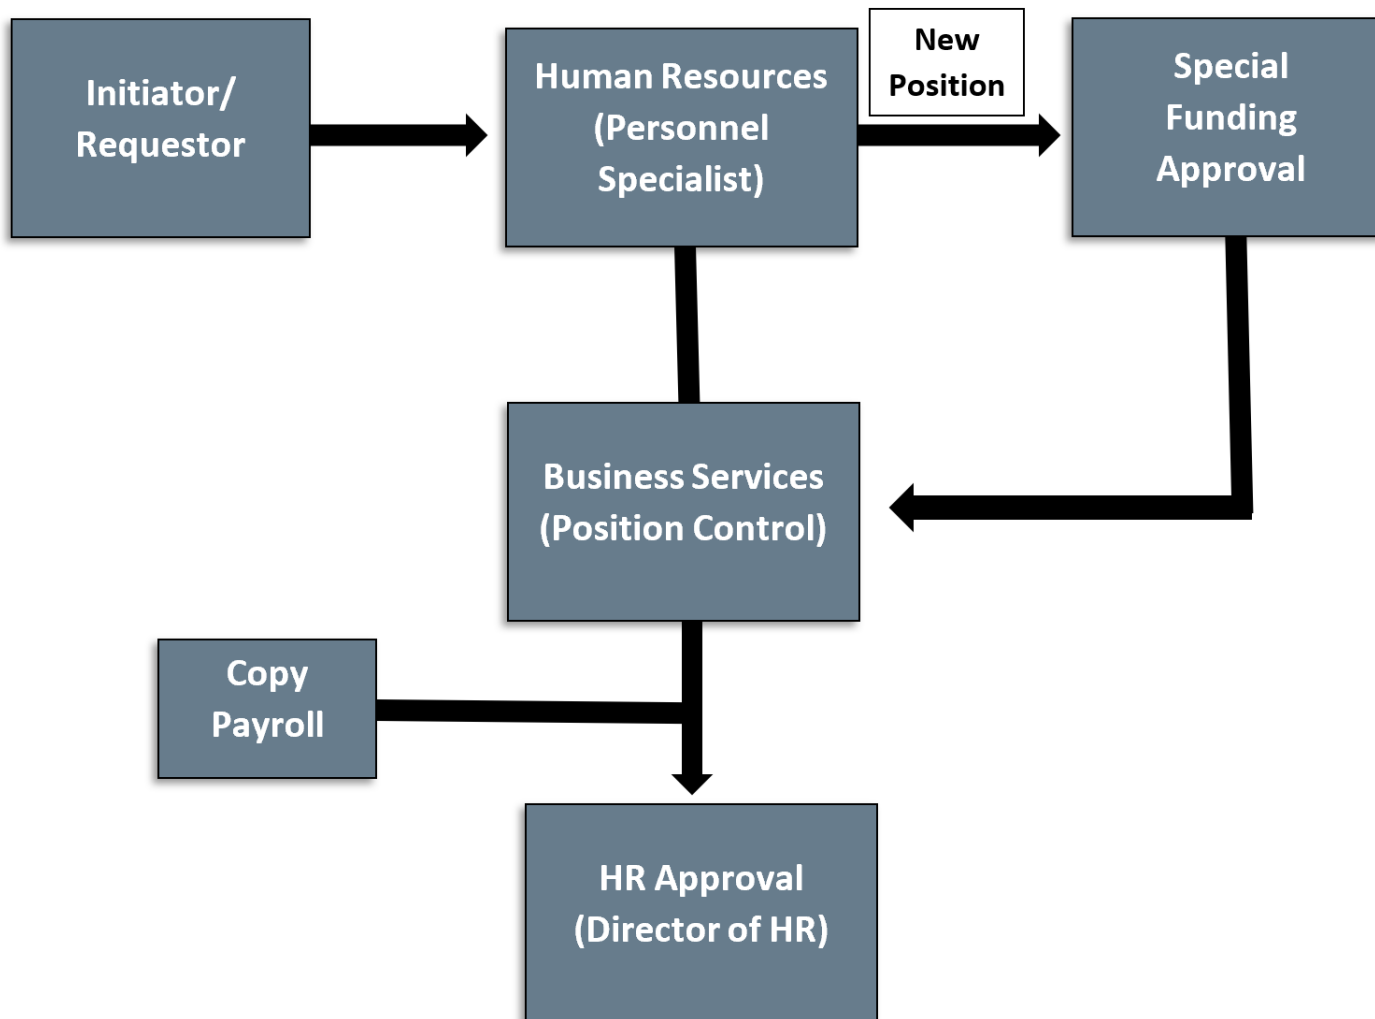 Initiator/
Requestor
Human Resources
(Personnel
Specialist)
New
Position
Special
Funding
Approval
Business Services
(Position Control)
Copy
Payroll
HR Approval
(Director of HR)